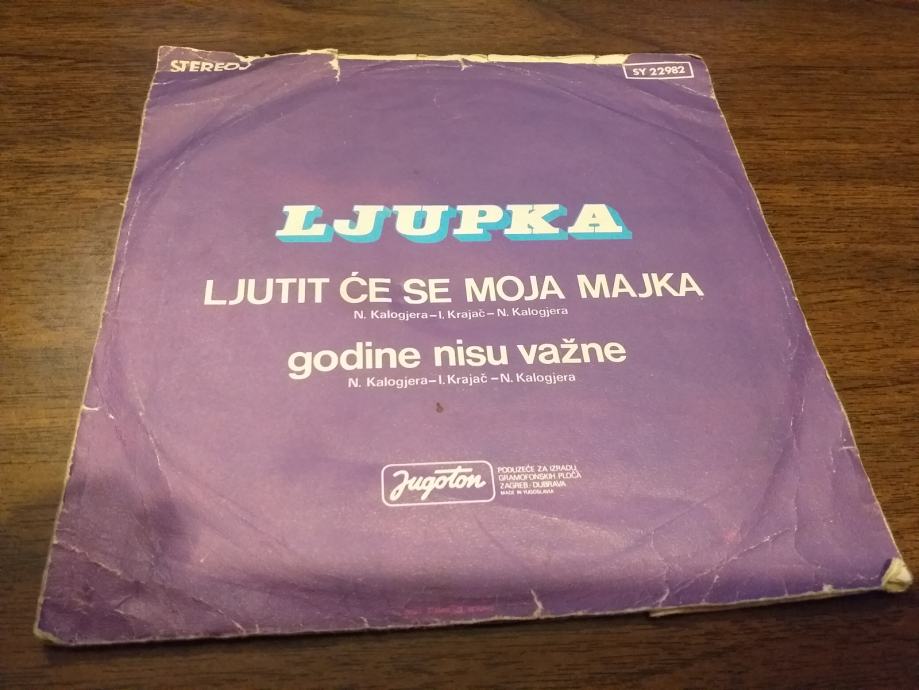 STEREO
SY 22982
LJUPKA
LJUTIT ĆE SE MOJA MAJKA
N. Kalogjera–I. Krajač–N. Kalogjera
godine nisu važne
N. Kalogjera–I. Krajač–N. Kalogjera
Jugoton
PODUZEĆE ZA IZRADU
GRAMOFONSKIH PLOČA
ZAGREB - DUBRAVA
MADE IN YUGOSLAVIA